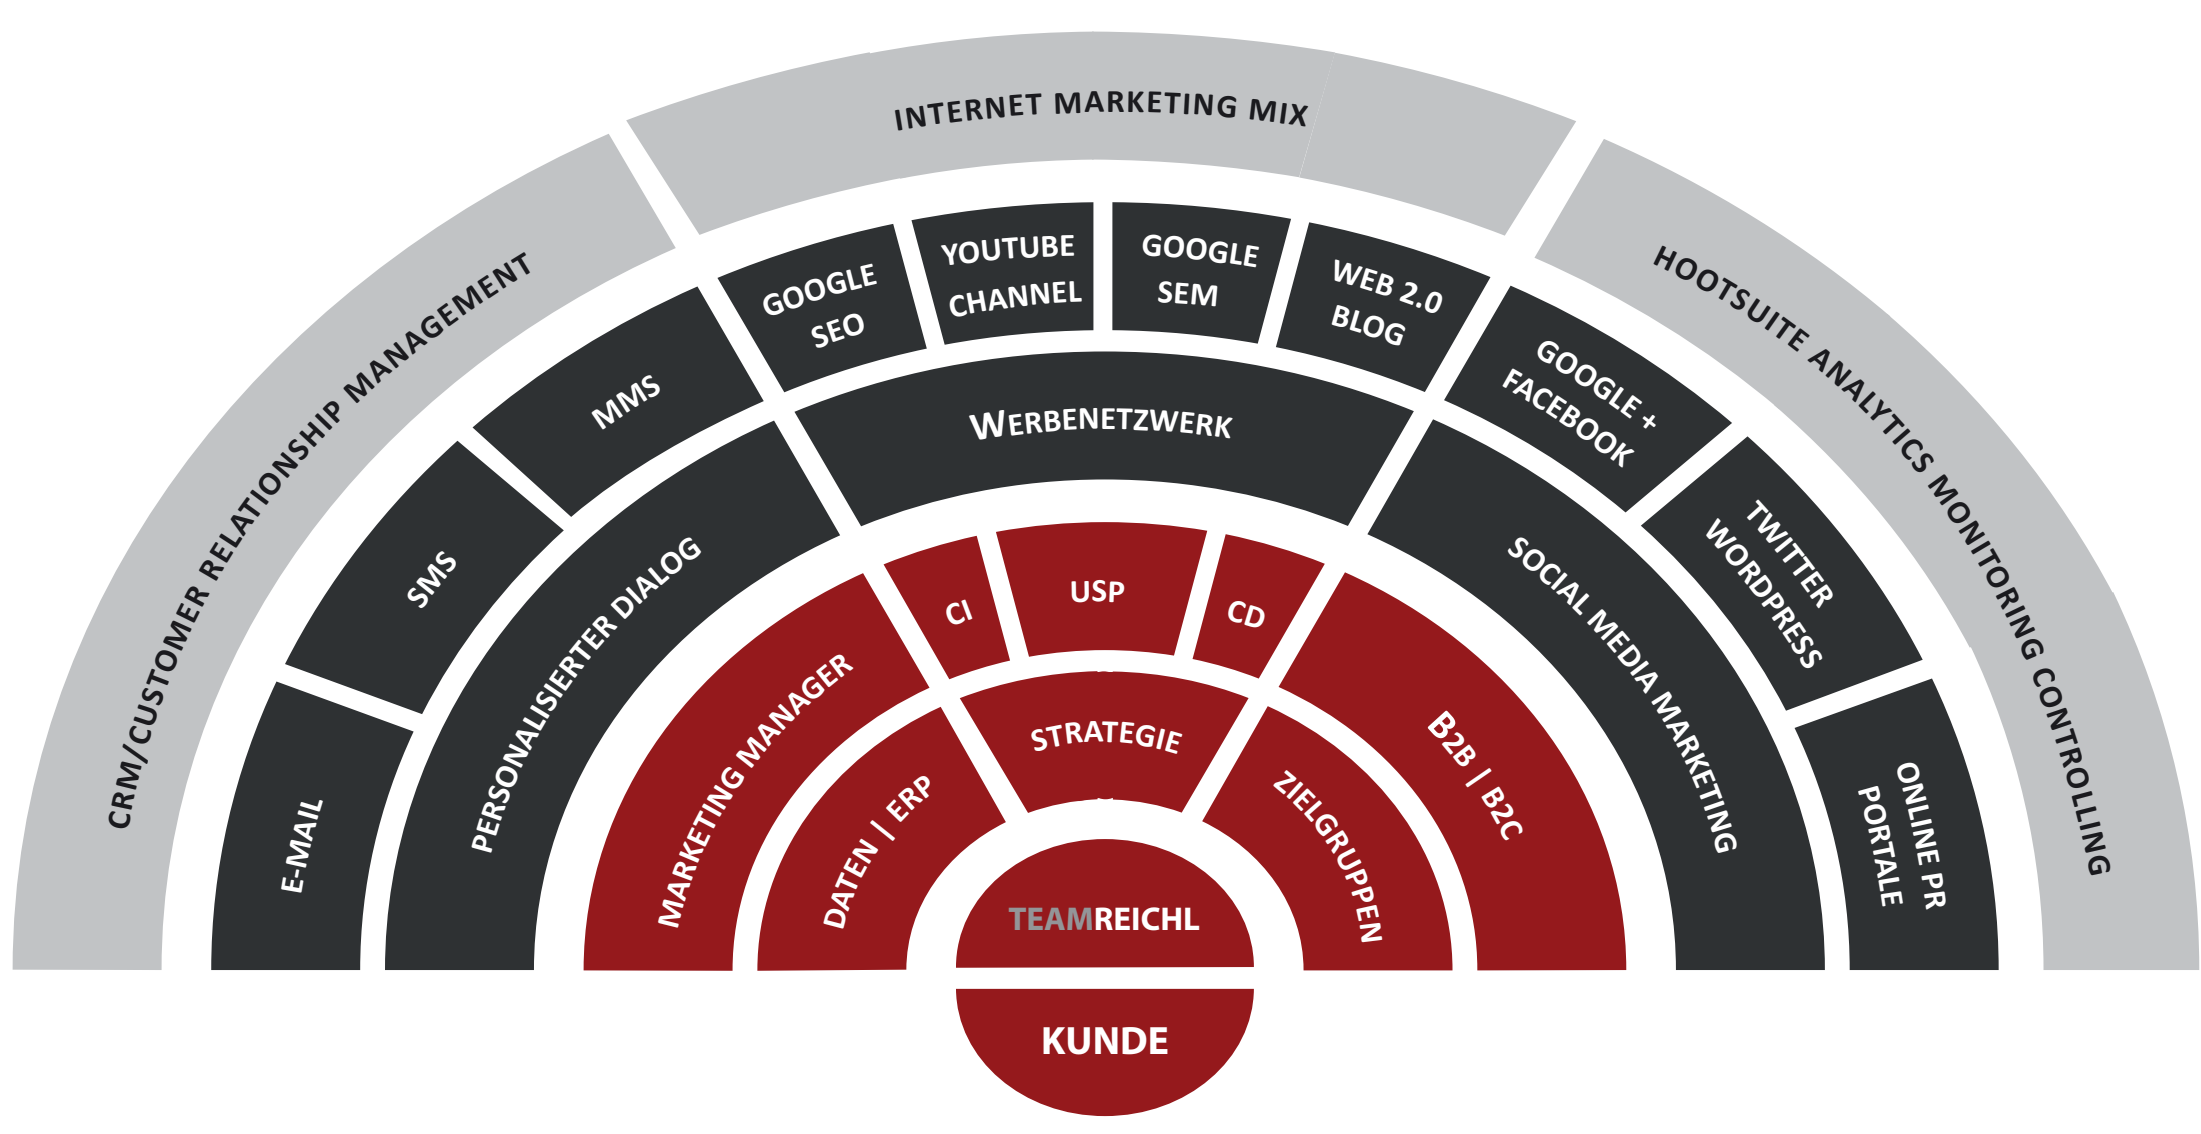 INTERNET MARKETING MIX
CRM/CUSTOMER RELATIONSHIP MANAGEMENT
HOOTSUITE ANALYTICS MONITORING CONTROLLING
E-MAIL
SMS
MMS
GOOGLE
SEO
YOUTUBE
CHANNEL
GOOGLE
SEM
WEB 2.0
BLOG
GOOGLE +
FACEBOOK
TWITTER
WORDPRESS
ONLINE PR
PORTALE
PERSONALISIERTER DIALOG
WERBENETZWERK
SOCIAL MEDIA MARKETING
MARKETING MANAGER
CI
USP
CD
B2B | B2C
DATEN | ERP
STRATEGIE
ZIELGRUPPEN
TEAMREICHL
KUNDE